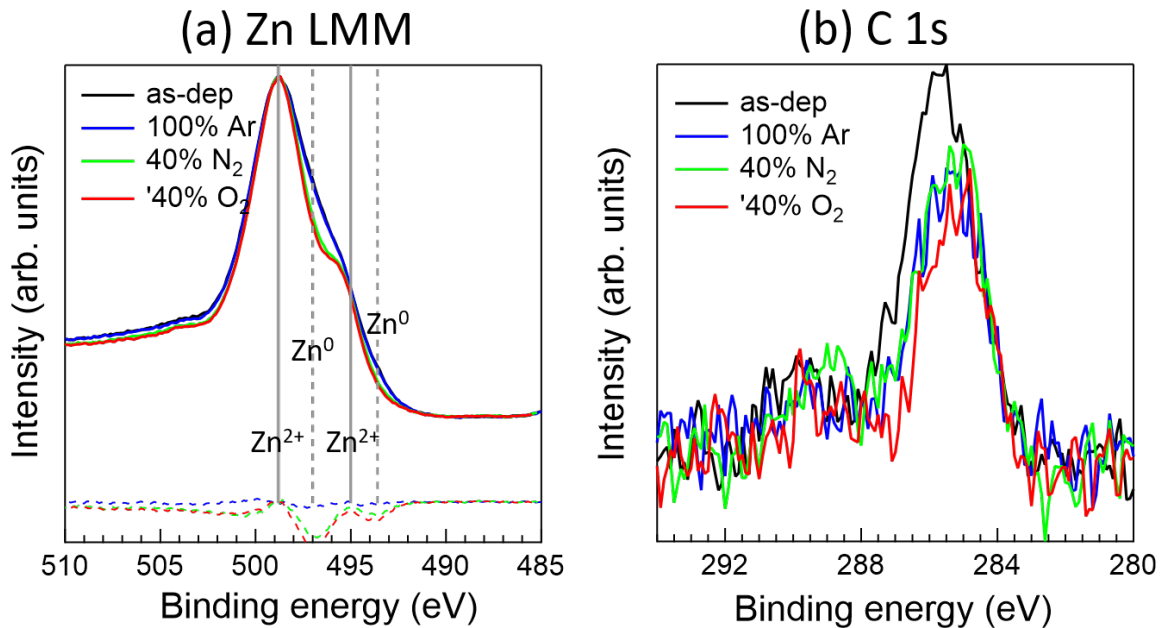 (a) Zn LMM
as-dep
100% Ar
40% N₂
'40% O₂
Zn⁰
Zn⁰
Zn²⁺
Zn²⁺
Intensity (arb. units)
510
505
500
495
490
485
Binding energy (eV)
(b) C 1s
as-dep
100% Ar
40% N₂
'40% O₂
Intensity (arb. units)
292
288
284
280
Binding energy (eV)